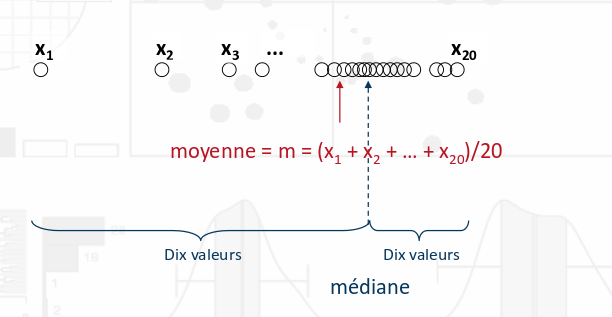 x1 x2 x3 ... x20
moyenne = m = (x1 + x2 + ... + x20)/20
Dix valeurs Dix valeurs
médiane